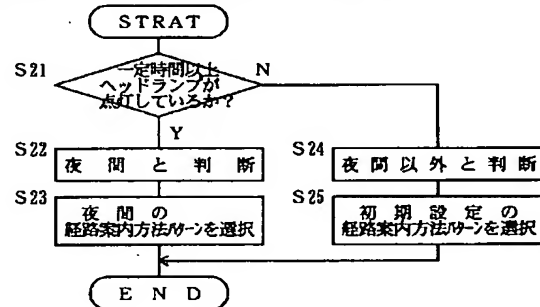 STRAT
S21
一定時間以上
ヘッドランプが
点灯しているか?
N
Y
S22
夜間と判断
S24
夜間以外と判断
S23
夜間の
経路案内方法パターンを選択
S25
初期設定の
経路案内方法パターンを選択
END